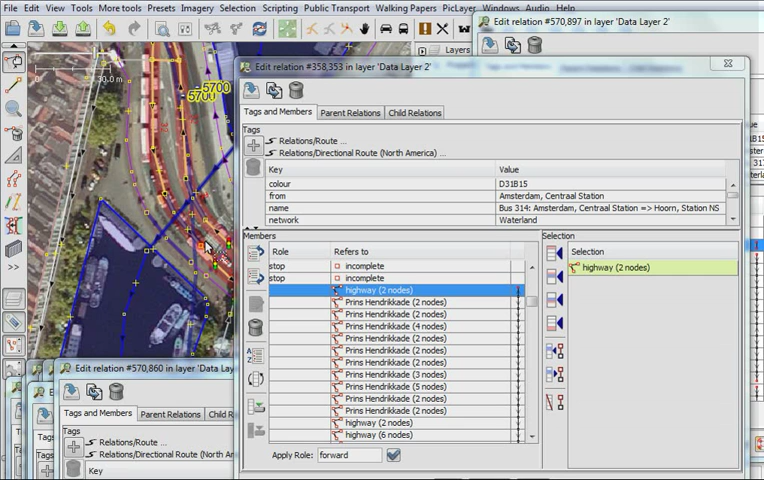 File Edit View Tools More tools Presets Imagery Selection Scripting Public Transport Walking Papers PicLayer Windows Audio Help
Edit relation #570,897 in layer 'Data Layer 2'
Layers
30.0 m
5700
5700
Edit relation #358,353 in layer 'Data Layer 2'
Tags and Members Parent Relations Child Relations
Tags
Relations/Route ...
Relations/Directional Route (North America) ...
Key Value
colour D31B15
from Amsterdam, Centraal Station
name Bus 314: Amsterdam, Centraal Station => Hoorn, Station NS
network Waterland
Members Selection
Role Refers to Selection
stop incomplete highway (2 nodes)
stop incomplete
highway (2 nodes)
Prins Hendrikkade (2 nodes)
Prins Hendrikkade (2 nodes)
Prins Hendrikkade (4 nodes)
Prins Hendrikkade (2 nodes)
Prins Hendrikkade (2 nodes)
Prins Hendrikkade (2 nodes)
Prins Hendrikkade (3 nodes)
Prins Hendrikkade (5 nodes)
Prins Hendrikkade (2 nodes)
Prins Hendrikkade (2 nodes)
highway (2 nodes)
highway (6 nodes)
Apply Role: forward
Edit relation #570,860 in layer 'Data Lay
Tags and Members Parent Relations Child R
Tags
Relations/Route ...
Relations/Directional Route (North Am
Key